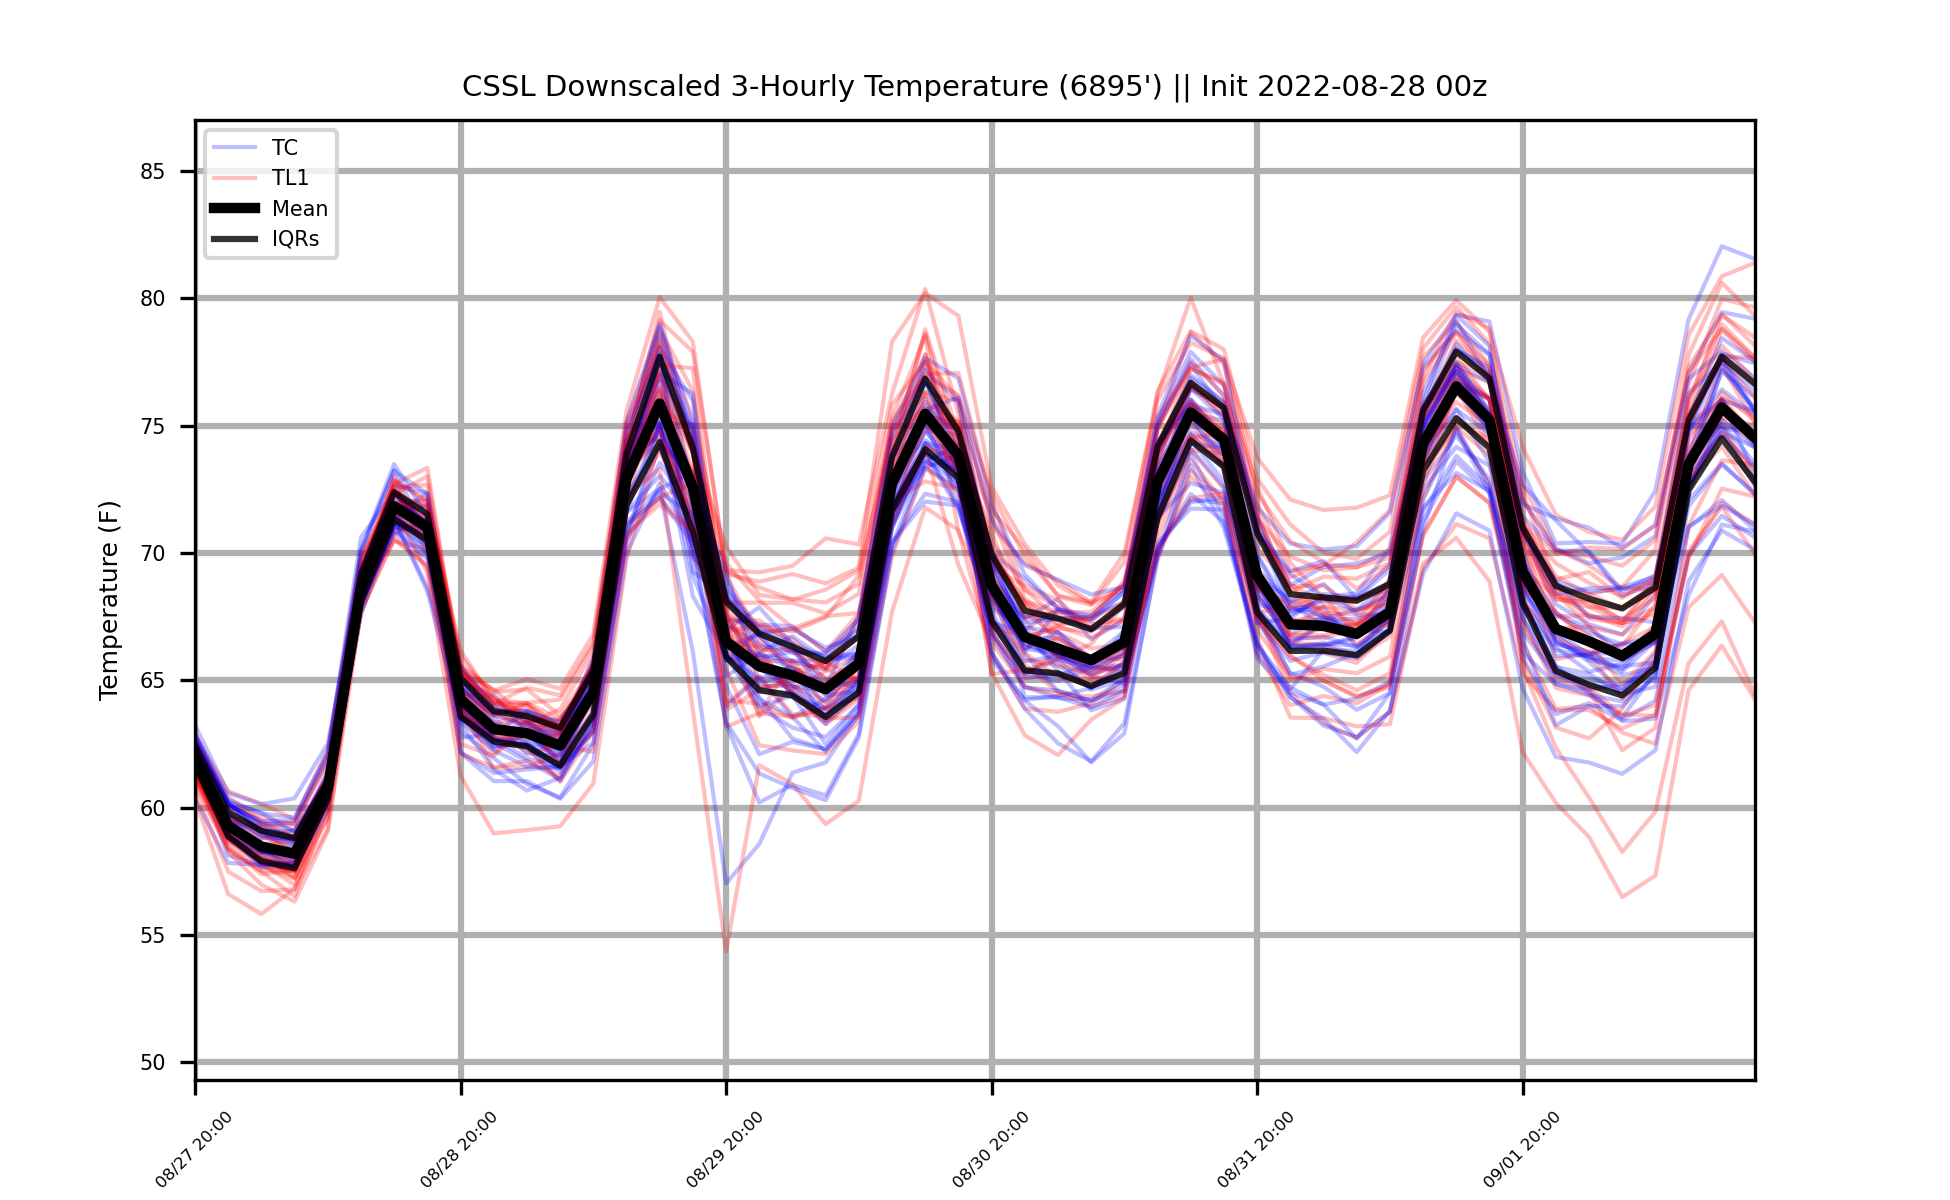 CSSL Downscaled 3-Hourly Temperature (6895') || Init 2022-08-28 00z
TC
TL1
Mean
IQRs
Temperature (F)
85
80
75
70
65
60
55
50
08/27 20:00
08/28 20:00
08/29 20:00
08/30 20:00
08/31 20:00
09/01 20:00